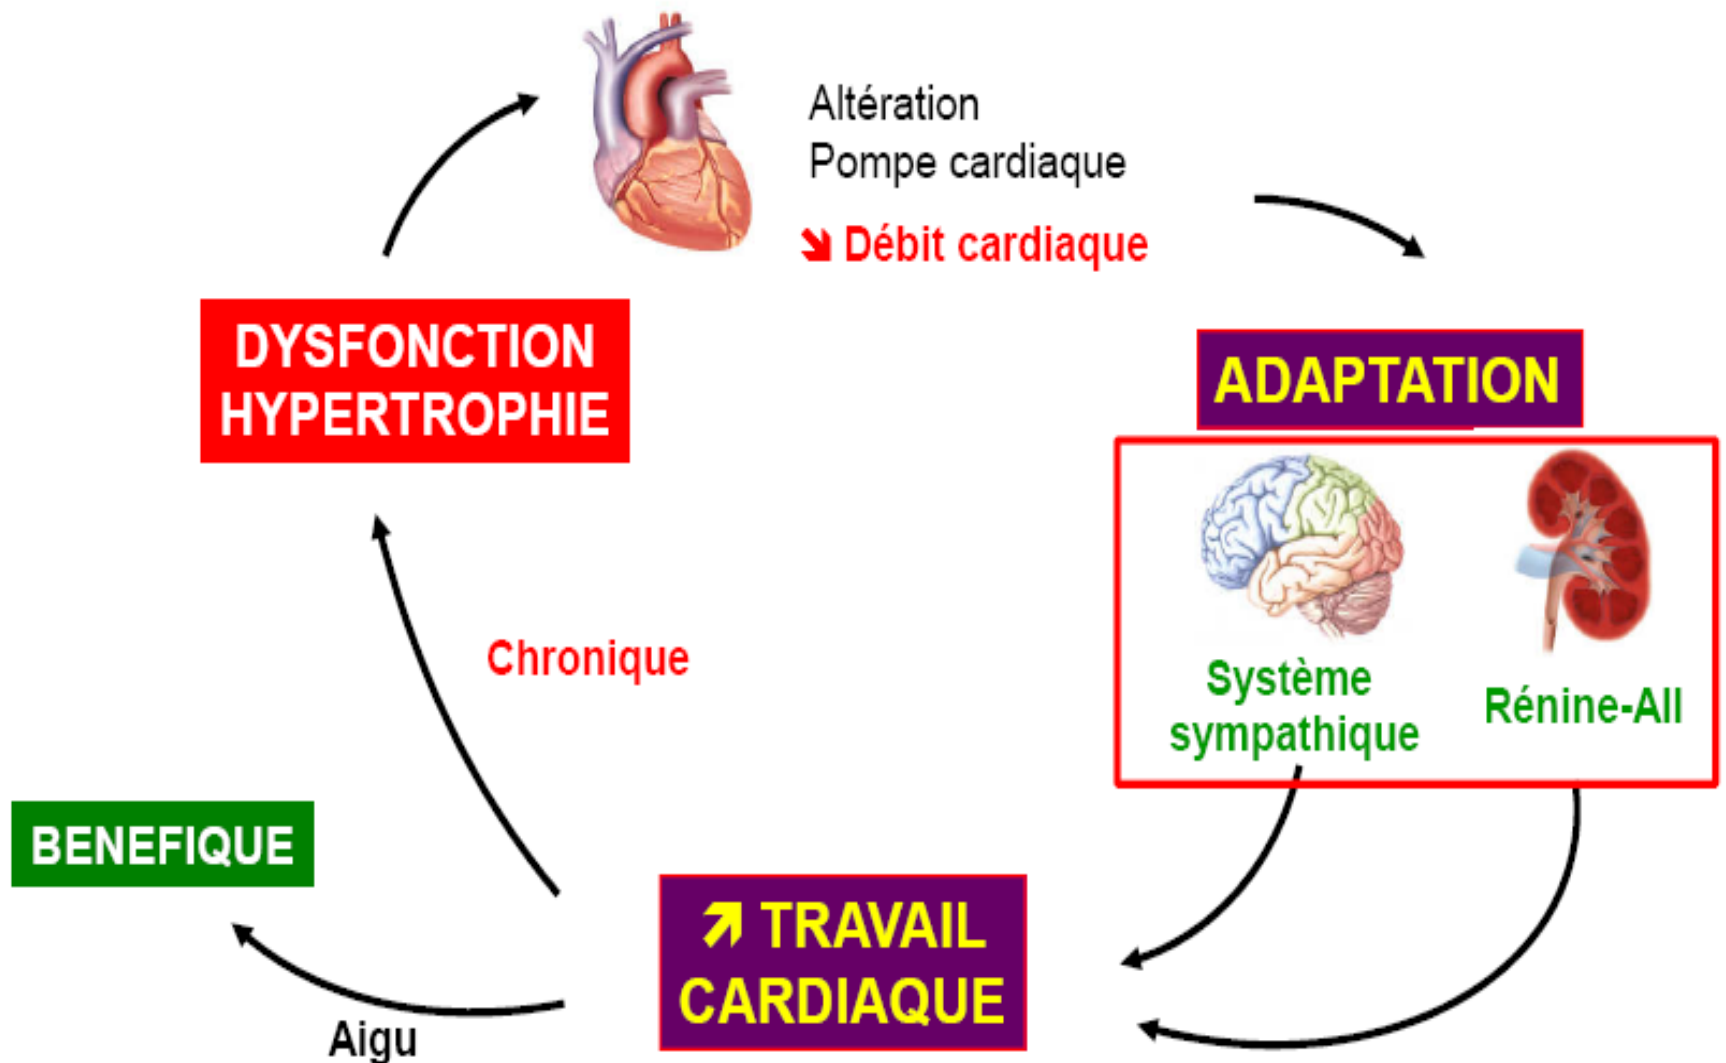 Altération
Pompe cardiaque
➘ Débit cardiaque
DYSFONCTION
HYPERTROPHIE
ADAPTATION
Système
sympathique
Rénine-AII
Chronique
BENEFIQUE
➚ TRAVAIL
CARDIAQUE
Aigu